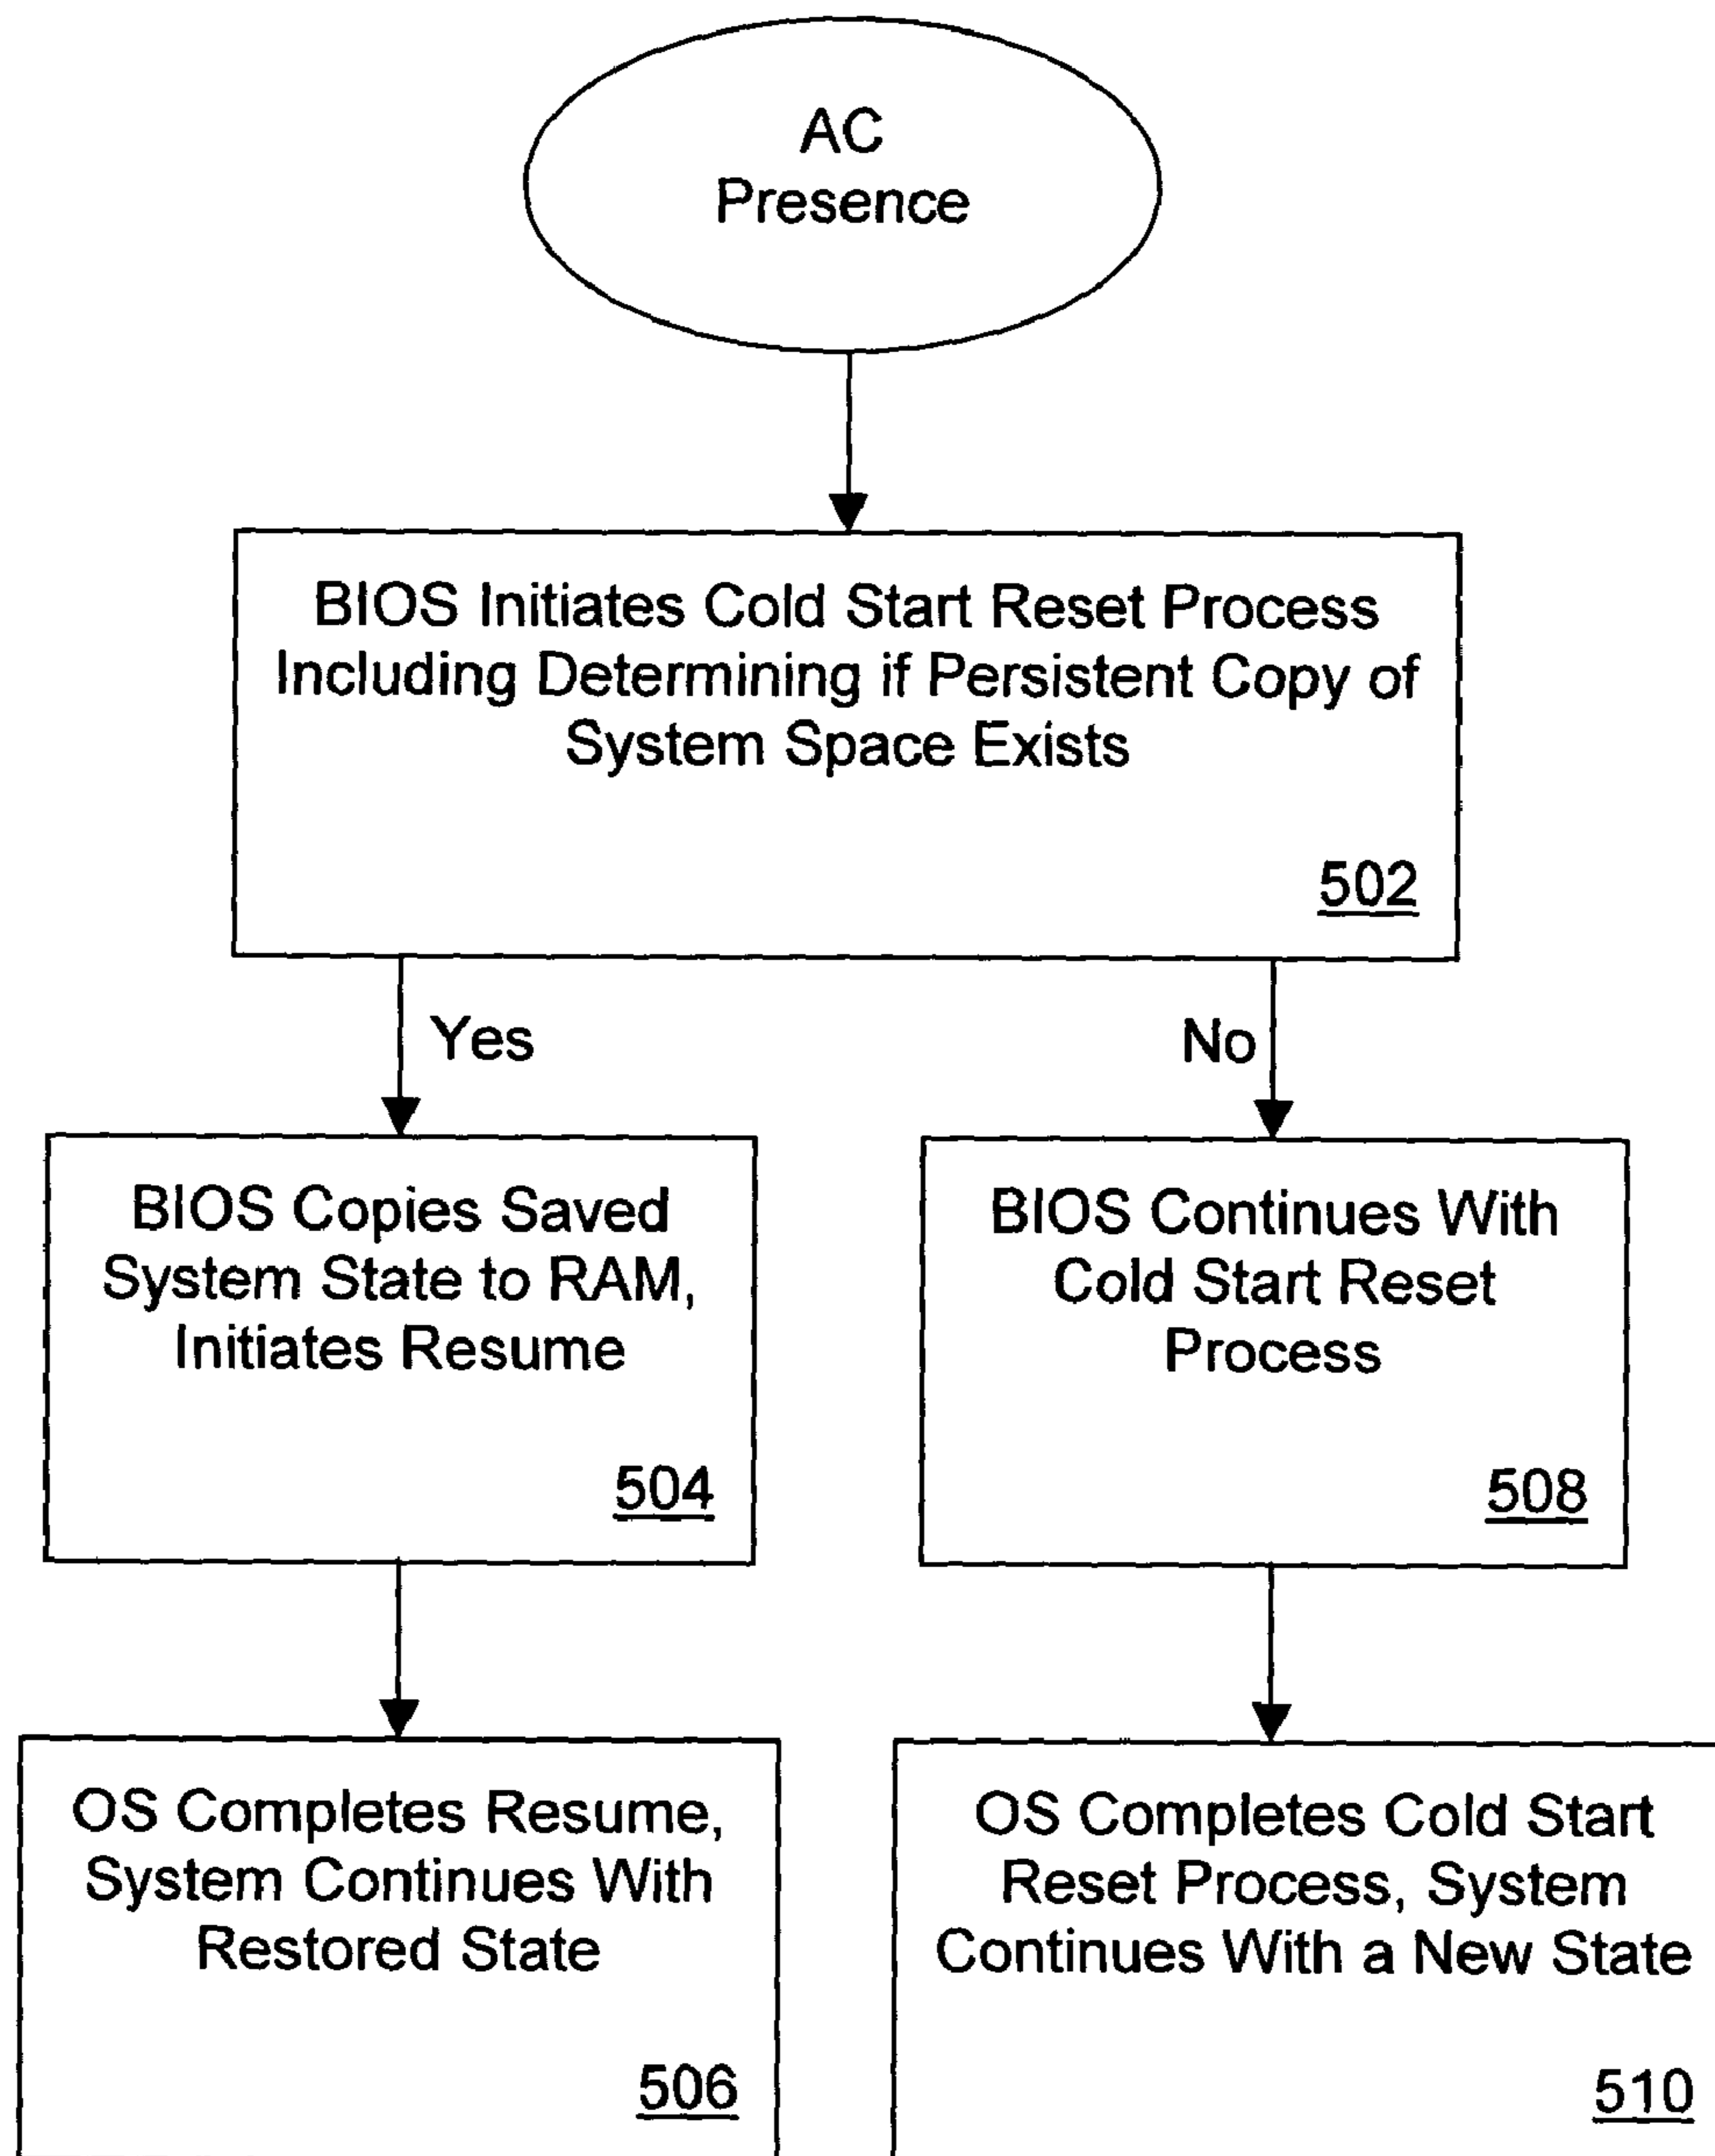 AC
Presence
BIOS Initiates Cold Start Reset Process
Including Determining if Persistent Copy of
System Space Exists
502
Yes
No
BIOS Copies Saved
System State to RAM,
Initiates Resume
504
BIOS Continues With
Cold Start Reset
Process
508
OS Completes Resume,
System Continues With
Restored State
506
OS Completes Cold Start
Reset Process, System
Continues With a New State
510